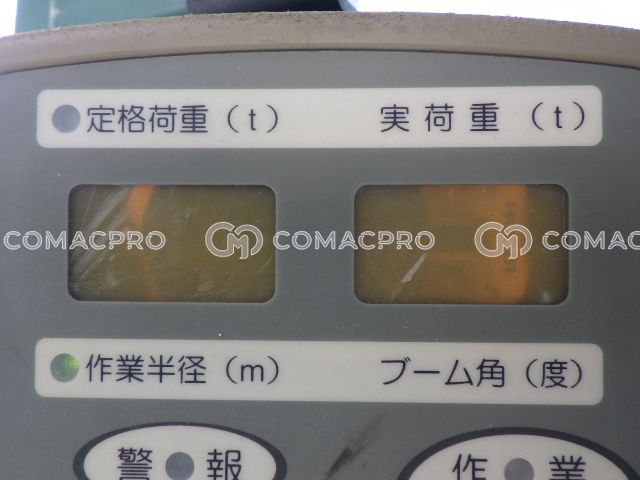 定格荷重（t） 実荷重（t）
COMACPRO COMACPRO COMACPRO
作業半径（m） ブーム角（度）
警報 作業